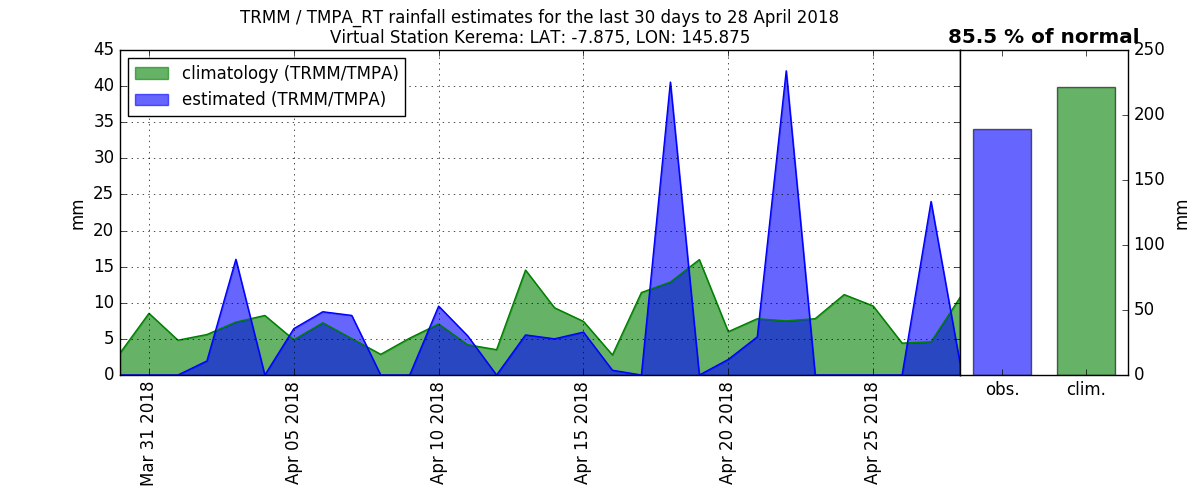 TRMM / TMPA_RT rainfall estimates for the last 30 days to 28 April 2018
Virtual Station Kerema: LAT: -7.875, LON: 145.875
85.5 % of normal
climatology (TRMM/TMPA)
estimated (TRMM/TMPA)
45
40
35
30
25
20
15
10
5
0
mm
Mar 31 2018
Apr 05 2018
Apr 10 2018
Apr 15 2018
Apr 20 2018
Apr 25 2018
obs.
clim.
250
200
150
100
50
0
mm